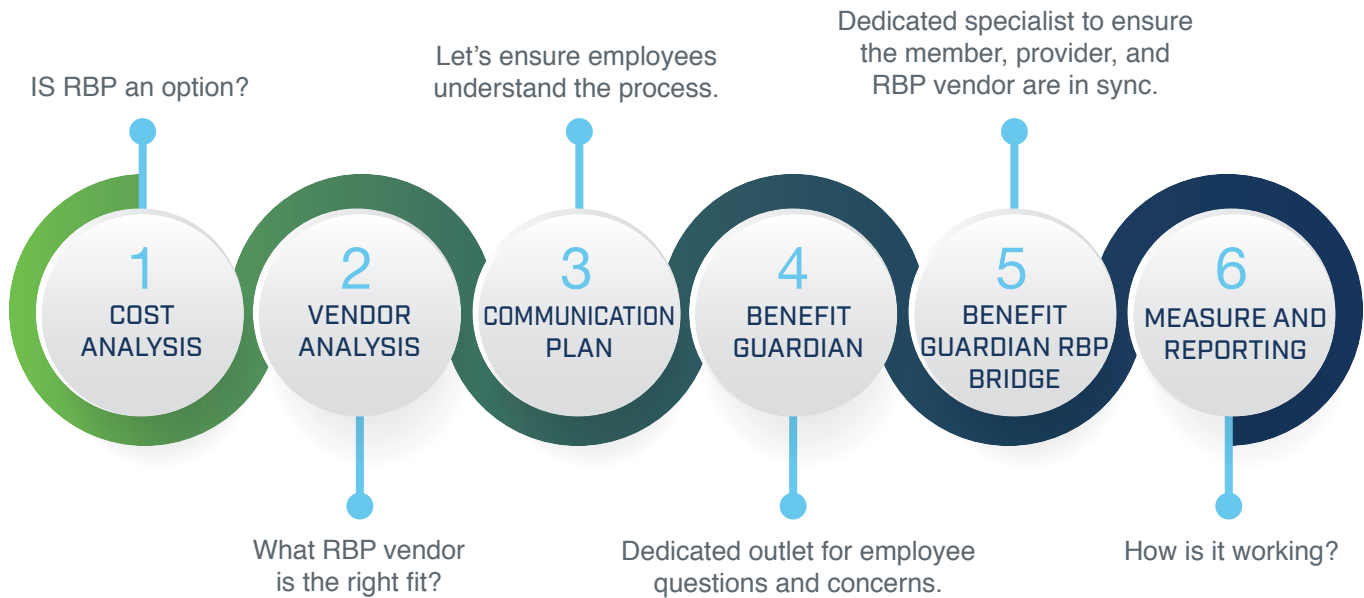 IS RBP an option?
1
COST
ANALYSIS
2
VENDOR
ANALYSIS
What RBP vendor
is the right fit?
Let’s ensure employees
understand the process.
3
COMMUNICATION
PLAN
4
BENEFIT
GUARDIAN
Dedicated outlet for employee
questions and concerns.
Dedicated specialist to ensure
the member, provider, and
RBP vendor are in sync.
5
BENEFIT
GUARDIAN RBP
BRIDGE
6
MEASURE AND
REPORTING
How is it working?